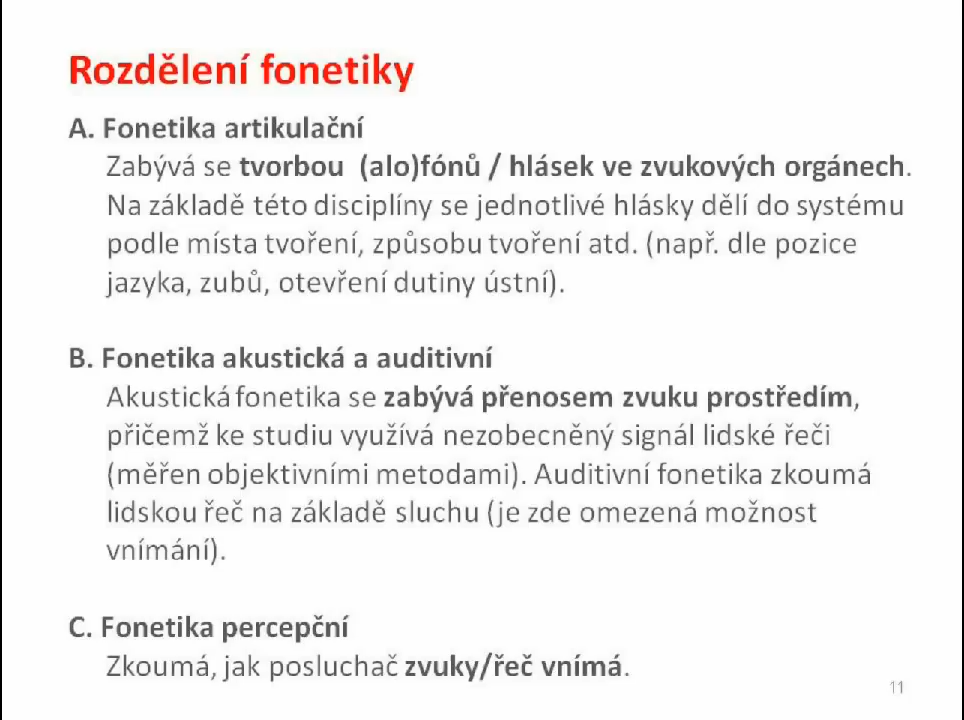 Rozdělení fonetiky
A. Fonetika artikulační
Zabývá se tvorbou (alo)fónů / hlásek ve zvukových orgánech.
Na základě této disciplíny se jednotlivé hlásky dělí do systému
podle místa tvoření, způsobu tvoření atd. (např. dle pozice
jazyka, zubů, otevření dutiny ústní).
B. Fonetika akustická a auditivní
Akustická fonetika se zabývá přenosem zvuku prostředím,
přičemž ke studiu využívá nezobecněný signál lidské řeči
(měřen objektivními metodami). Auditivní fonetika zkoumá
lidskou řeč na základě sluchu (je zde omezená možnost
vnímání).
C. Fonetika percepční
Zkoumá, jak posluchač zvuky/řeč vnímá.
11